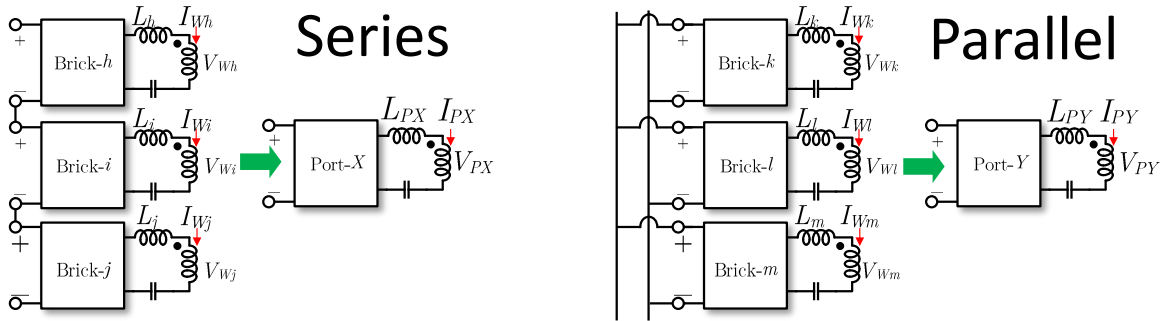 Series
L_h I_Wh
+
Brick-h
V_Wh
−
L_i I_Wi
+
Brick-i
V_Wi
−
L_j I_Wj
+
Brick-j
V_Wj
−
L_PX I_PX
+
Port-X
V_PX
−
Parallel
L_k I_Wk
+
Brick-k
V_Wk
−
L_l I_Wl
+
Brick-l
V_Wl
−
L_m I_Wm
+
Brick-m
V_Wm
−
L_PY I_PY
+
Port-Y
V_PY
−